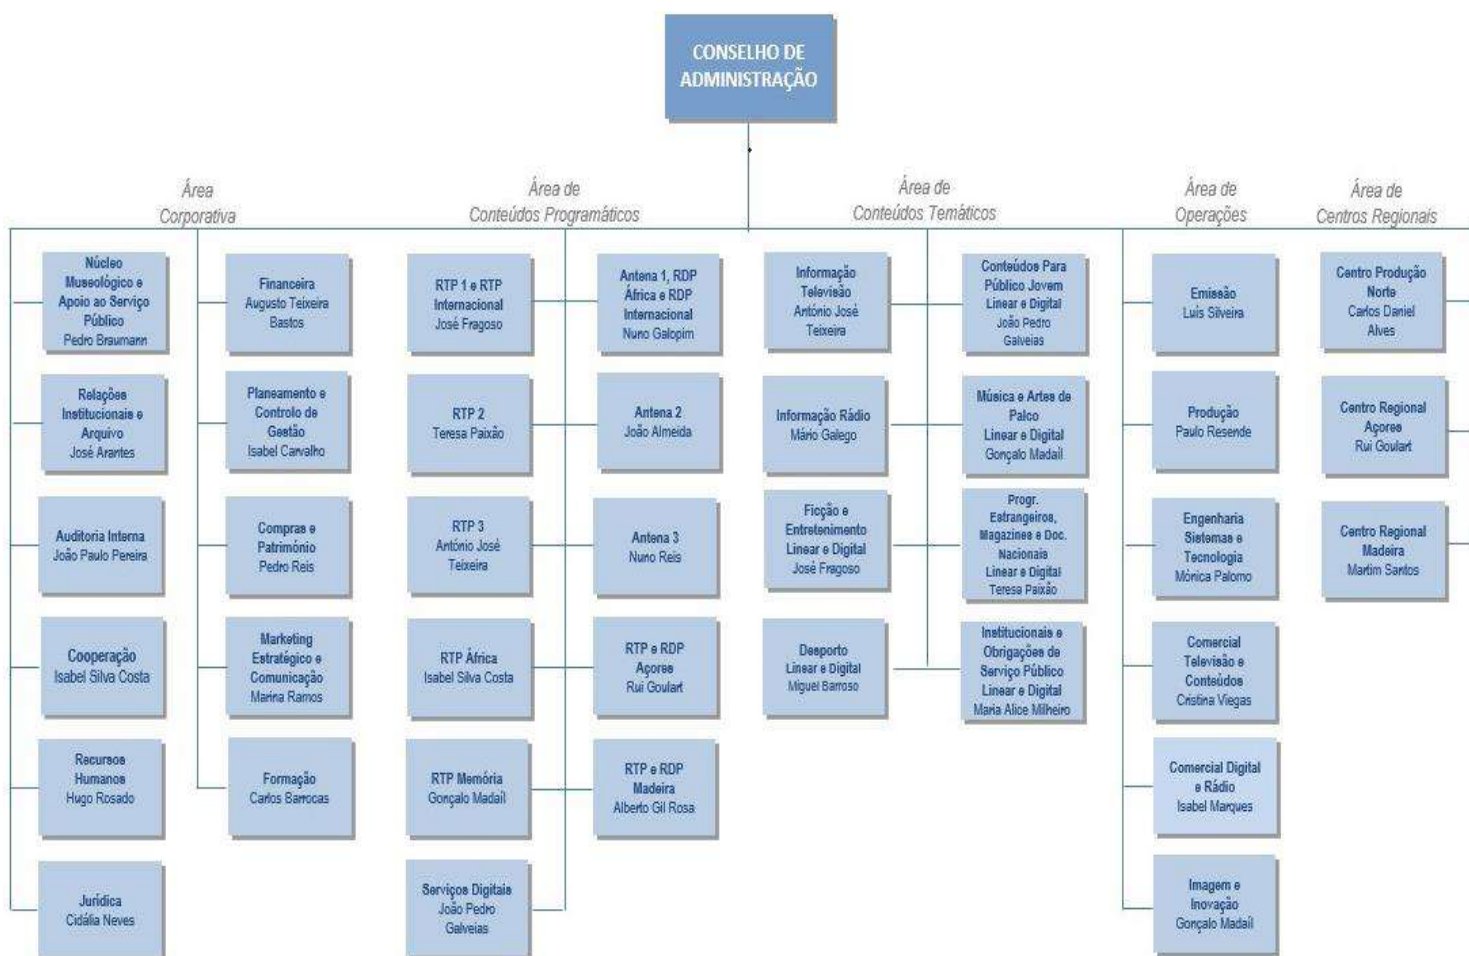 CONSELHO DE
ADMINISTRAÇÃO
Área
Corporativa
Área de
Conteúdos Programáticos
Área de
Conteúdos Temáticos
Área de
Operações
Área de
Centros Regionais
Núcleo
Museológico e
Apoio ao Serviço
Público
Pedro Braumann
Relações
Institucionais e
Arquivo
José Arantes
Auditoria Interna
João Paulo Pereira
Cooperação
Isabel Silva Costa
Recursos
Humanos
Hugo Rosado
Jurídica
Cidália Neves
Financeira
Augusto Teixeira
Bastos
Planeamento e
Controlo de
Gestão
Isabel Carvalho
Compras e
Património
Pedro Reis
Marketing
Estratégico e
Comunicação
Marina Ramos
Formação
Carlos Barrocas
RTP 1 e RTP
Internacional
José Fragoso
RTP 2
Teresa Paixão
RTP 3
António José
Teixeira
RTP África
Isabel Silva Costa
RTP Memória
Gonçalo Madaíl
Serviços Digitais
João Pedro
Galveias
Antena 1, RDP
África e RDP
Internacional
Nuno Galopim
Antena 2
João Almeida
Antena 3
Nuno Reis
RTP e RDP
Açores
Rui Goulart
RTP e RDP
Madeira
Alberto Gil Rosa
Informação
Televisão
António José
Teixeira
Informação Rádio
Mário Galego
Ficção e
Entretenimento
Linear e Digital
José Fragoso
Desporto
Linear e Digital
Miguel Barroso
Conteúdos Para
Público Jovem
Linear e Digital
João Pedro
Galveias
Música e Artes de
Palco
Linear e Digital
Gonçalo Madaíl
Progr.
Estrangeiros,
Magazines e Doc.
Nacionais
Linear e Digital
Teresa Paixão
Institucionais e
Obrigações de
Serviço Público
Linear e Digital
Maria Alice Milheiro
Emissão
Luís Silveira
Produção
Paulo Resende
Engenharia
Sistemas e
Tecnologia
Mónica Palomo
Comercial
Televisão e
Conteúdos
Cristina Viegas
Comercial Digital
e Rádio
Isabel Marques
Imagem e
Inovação
Gonçalo Madaíl
Centro Produção
Norte
Carlos Daniel
Alves
Centro Regional
Açores
Rui Goulart
Centro Regional
Madeira
Martim Santos